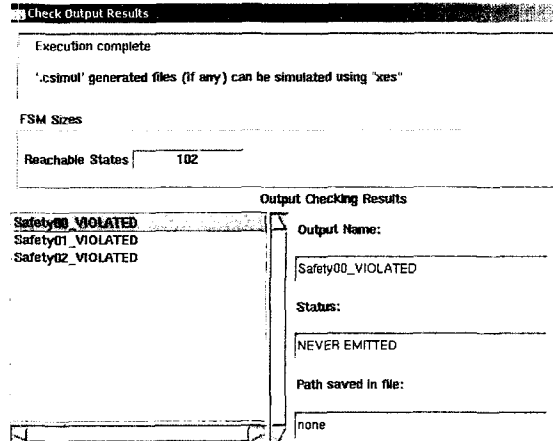 Check Output Results
Execution complete
'.csimul' generated files (if any) can be simulated using "xes"
FSM Sizes
Reachable States 102
Output Checking Results
Safety00_VIOLATED
Safety01_VIOLATED
Safety02_VIOLATED
Output Name:
Safety00_VIOLATED
Status:
NEVER EMITTED
Path saved in file:
none